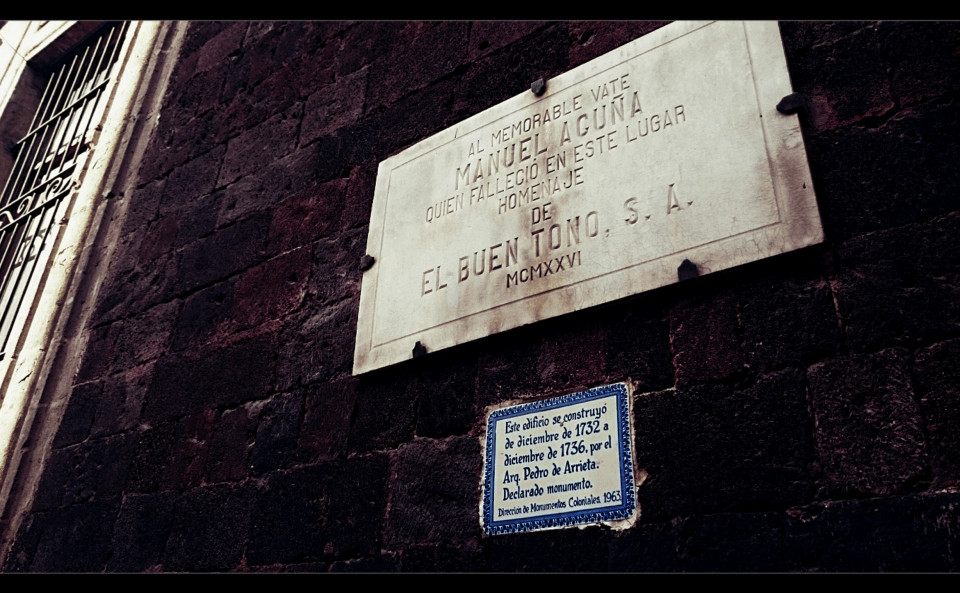 AL MEMORABLE VATE
MANUEL ACUÑA
QUIEN FALLECIÓ EN ESTE LUGAR
HOMENAJE
DE
EL BUEN TONO, S. A.
MCMXXVI
Este edificio se construyó
de diciembre de 1732 a
diciembre de 1736, por el
Arq. Pedro de Arrieta.
Declarado monumento.
Dirección de Monumentos Coloniales. 1963.